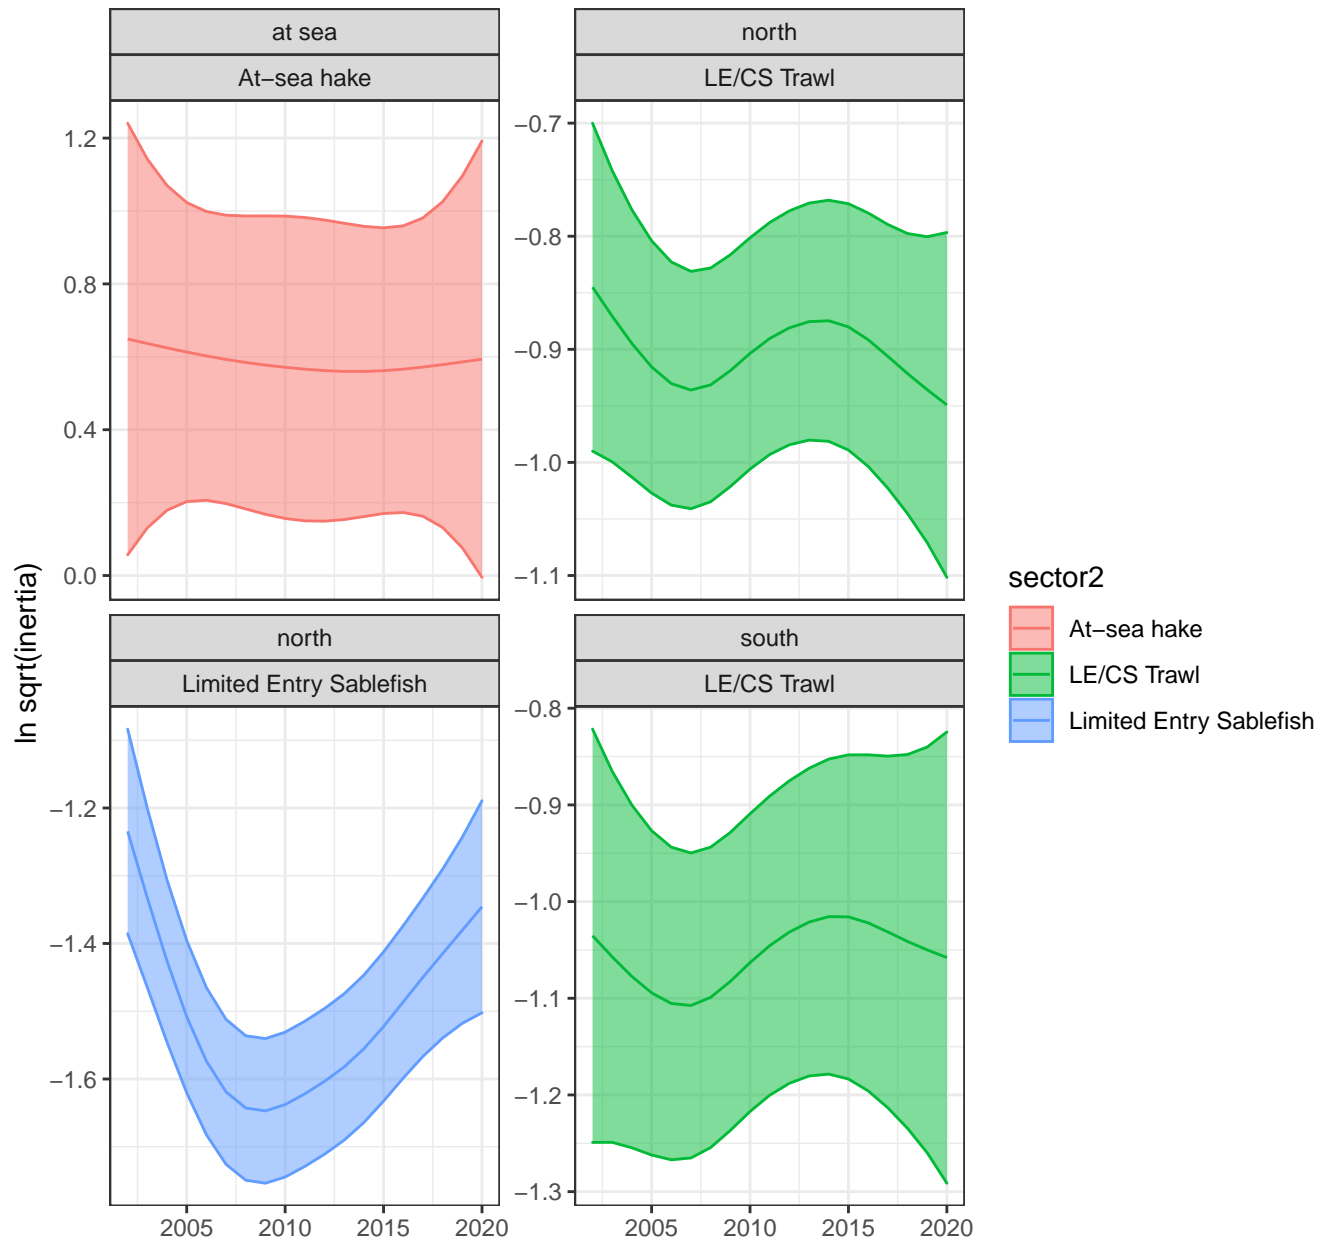 at sea
At−sea hake
north
LE/CS Trawl
1.2
0.8
0.4
0.0
−0.7
−0.8
−0.9
−1.0
−1.1
ln sqrt(inertia)
north
Limited Entry Sablefish
south
LE/CS Trawl
−1.2
−1.4
−1.6
−0.8
−0.9
−1.0
−1.1
−1.2
−1.3
2005 2010 2015 2020
2005 2010 2015 2020
sector2
At−sea hake
LE/CS Trawl
Limited Entry Sablefish